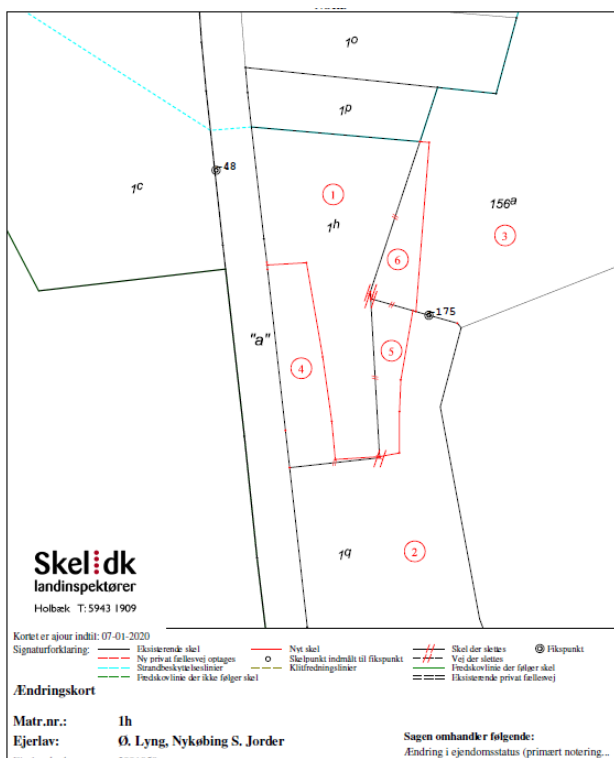 1o
1p
48
1c
1
1h
156a
3
6
175
"a"
5
4
1q
2
Skel.dk
landinspektører
Holbæk T: 5943 1909
Kortet er ajour indtil: 07-01-2020
Signaturforklaring:
Eksisterende skel
Nyt skel
Skel der slettes
Fikspunkt
Ny privat fællesvej optages
Skelpunkt indmålt til fikspunkt
Vej der slettes
Strandbeskyttelseslinier
Klitfredningslinier
Fredskovlinie der følger skel
Fredskovlinie der ikke følger skel
Eksisterende privat fællesvej
Ændringskort
Matr.nr.: 1h
Ejerlav: Ø. Lyng, Nykøbing S. Jorder
Sagen omhandler følgende:
Ændring i ejendomsstatus (primært notering...